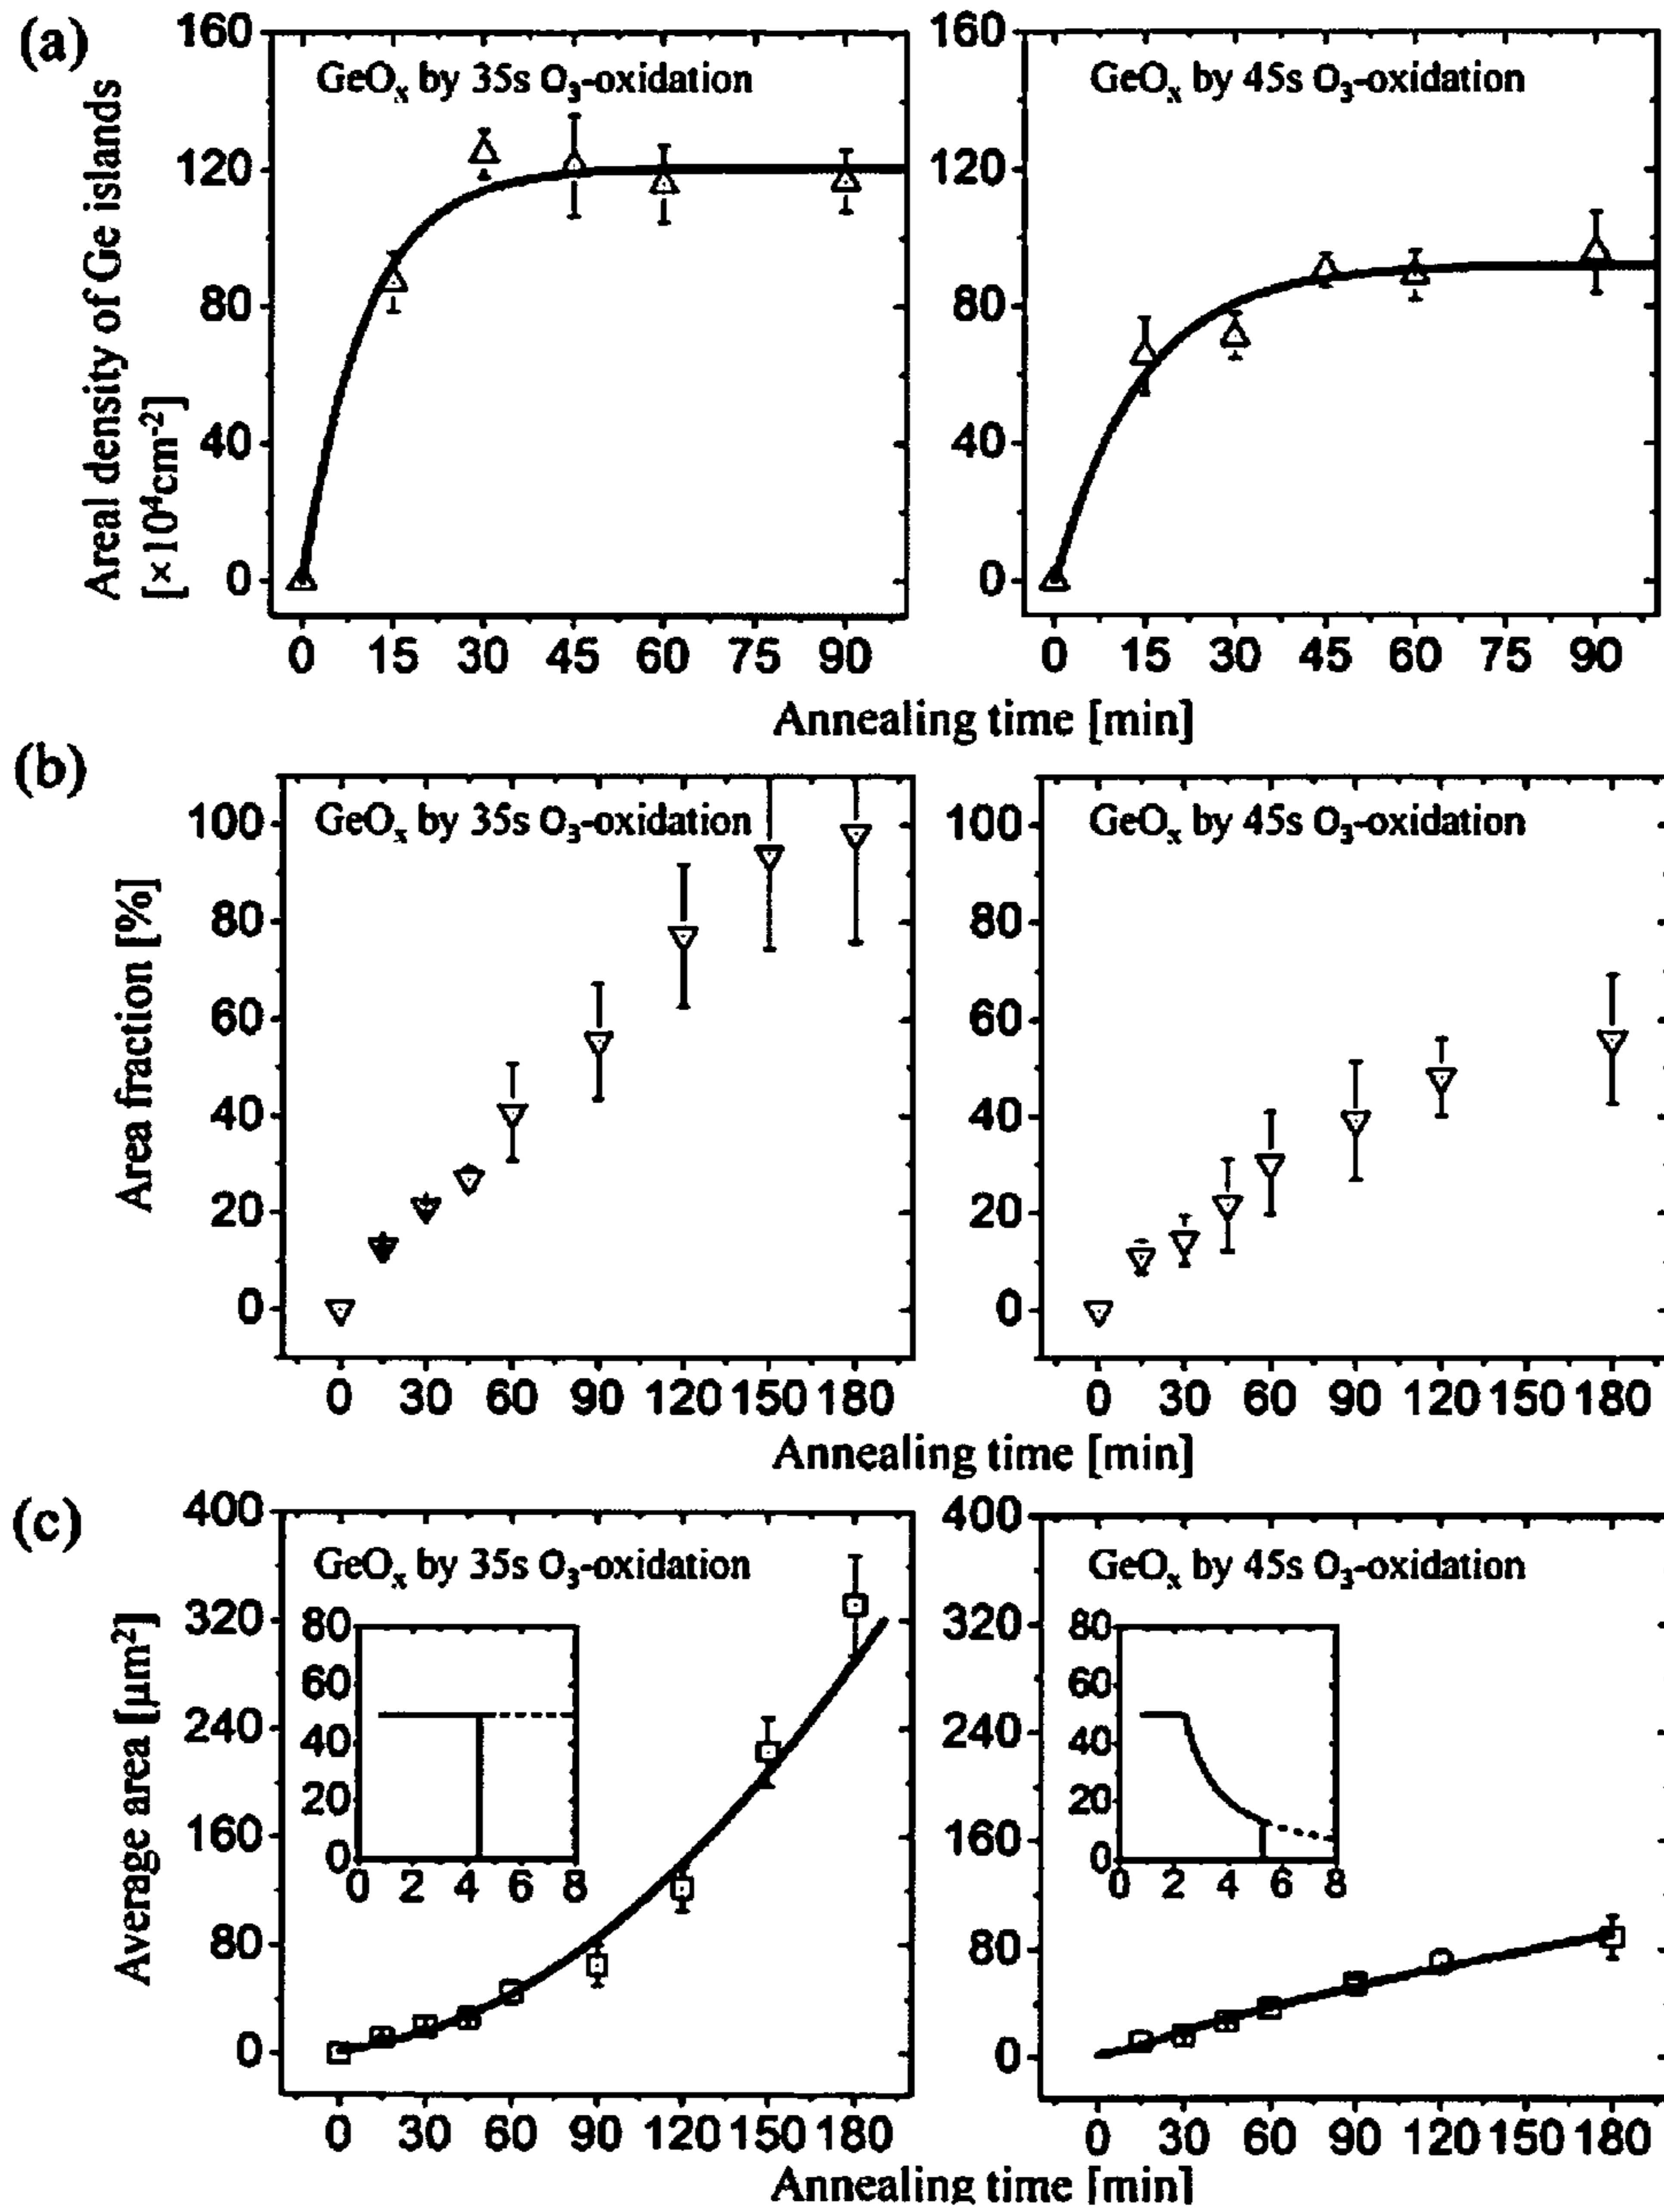 (a)
Areal density of Ge islands
[×10⁴cm⁻²]
160
120
80
40
0
GeOₓ by 35s O₃-oxidation
0 15 30 45 60 75 90
160
120
80
40
0
GeOₓ by 45s O₃-oxidation
0 15 30 45 60 75 90
Annealing time [min]
(b)
Area fraction [%]
100
80
60
40
20
0
GeOₓ by 35s O₃-oxidation
0 30 60 90 120 150 180
100
80
60
40
20
0
GeOₓ by 45s O₃-oxidation
0 30 60 90 120 150 180
Annealing time [min]
(c)
Average area [µm²]
400
320
240
160
80
0
GeOₓ by 35s O₃-oxidation
80
60
40
20
0
0 2 4 6 8
0 30 60 90 120 150 180
400
320
240
160
80
0
GeOₓ by 45s O₃-oxidation
80
60
40
20
0
0 2 4 6 8
0 30 60 90 120 150 180
Annealing time [min]